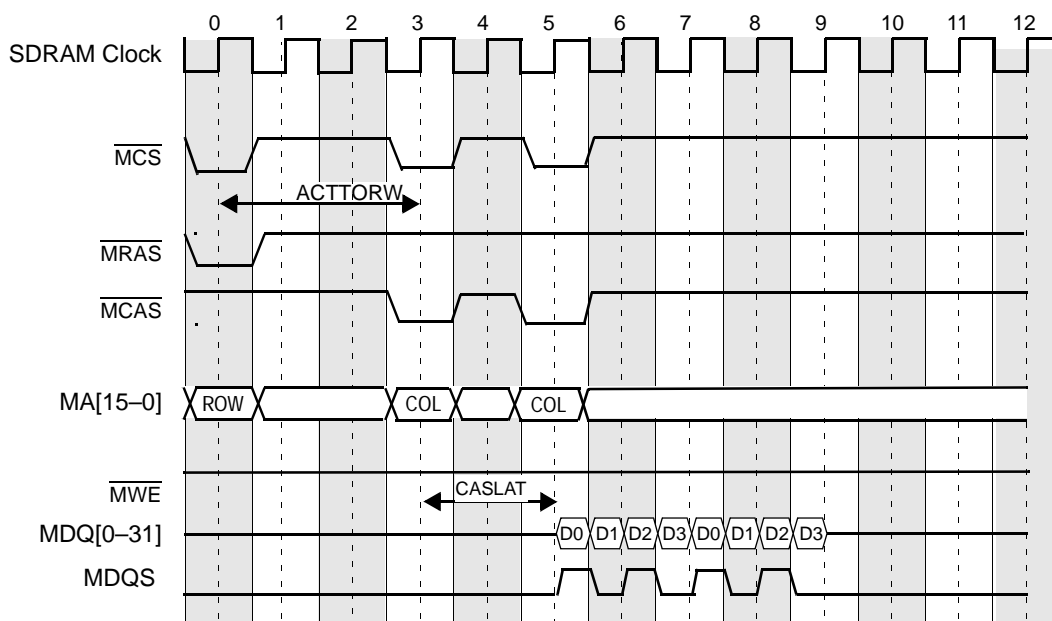 0 1 2 3 4 5 6 7 8 9 10 11 12
SDRAM Clock
MCS
ACTTORW
MRAS
MCAS
MA[15–0] ROW COL COL
MWE
CASLAT
MDQ[0–31] D0 D1 D2 D3 D0 D1 D2 D3
MDQS